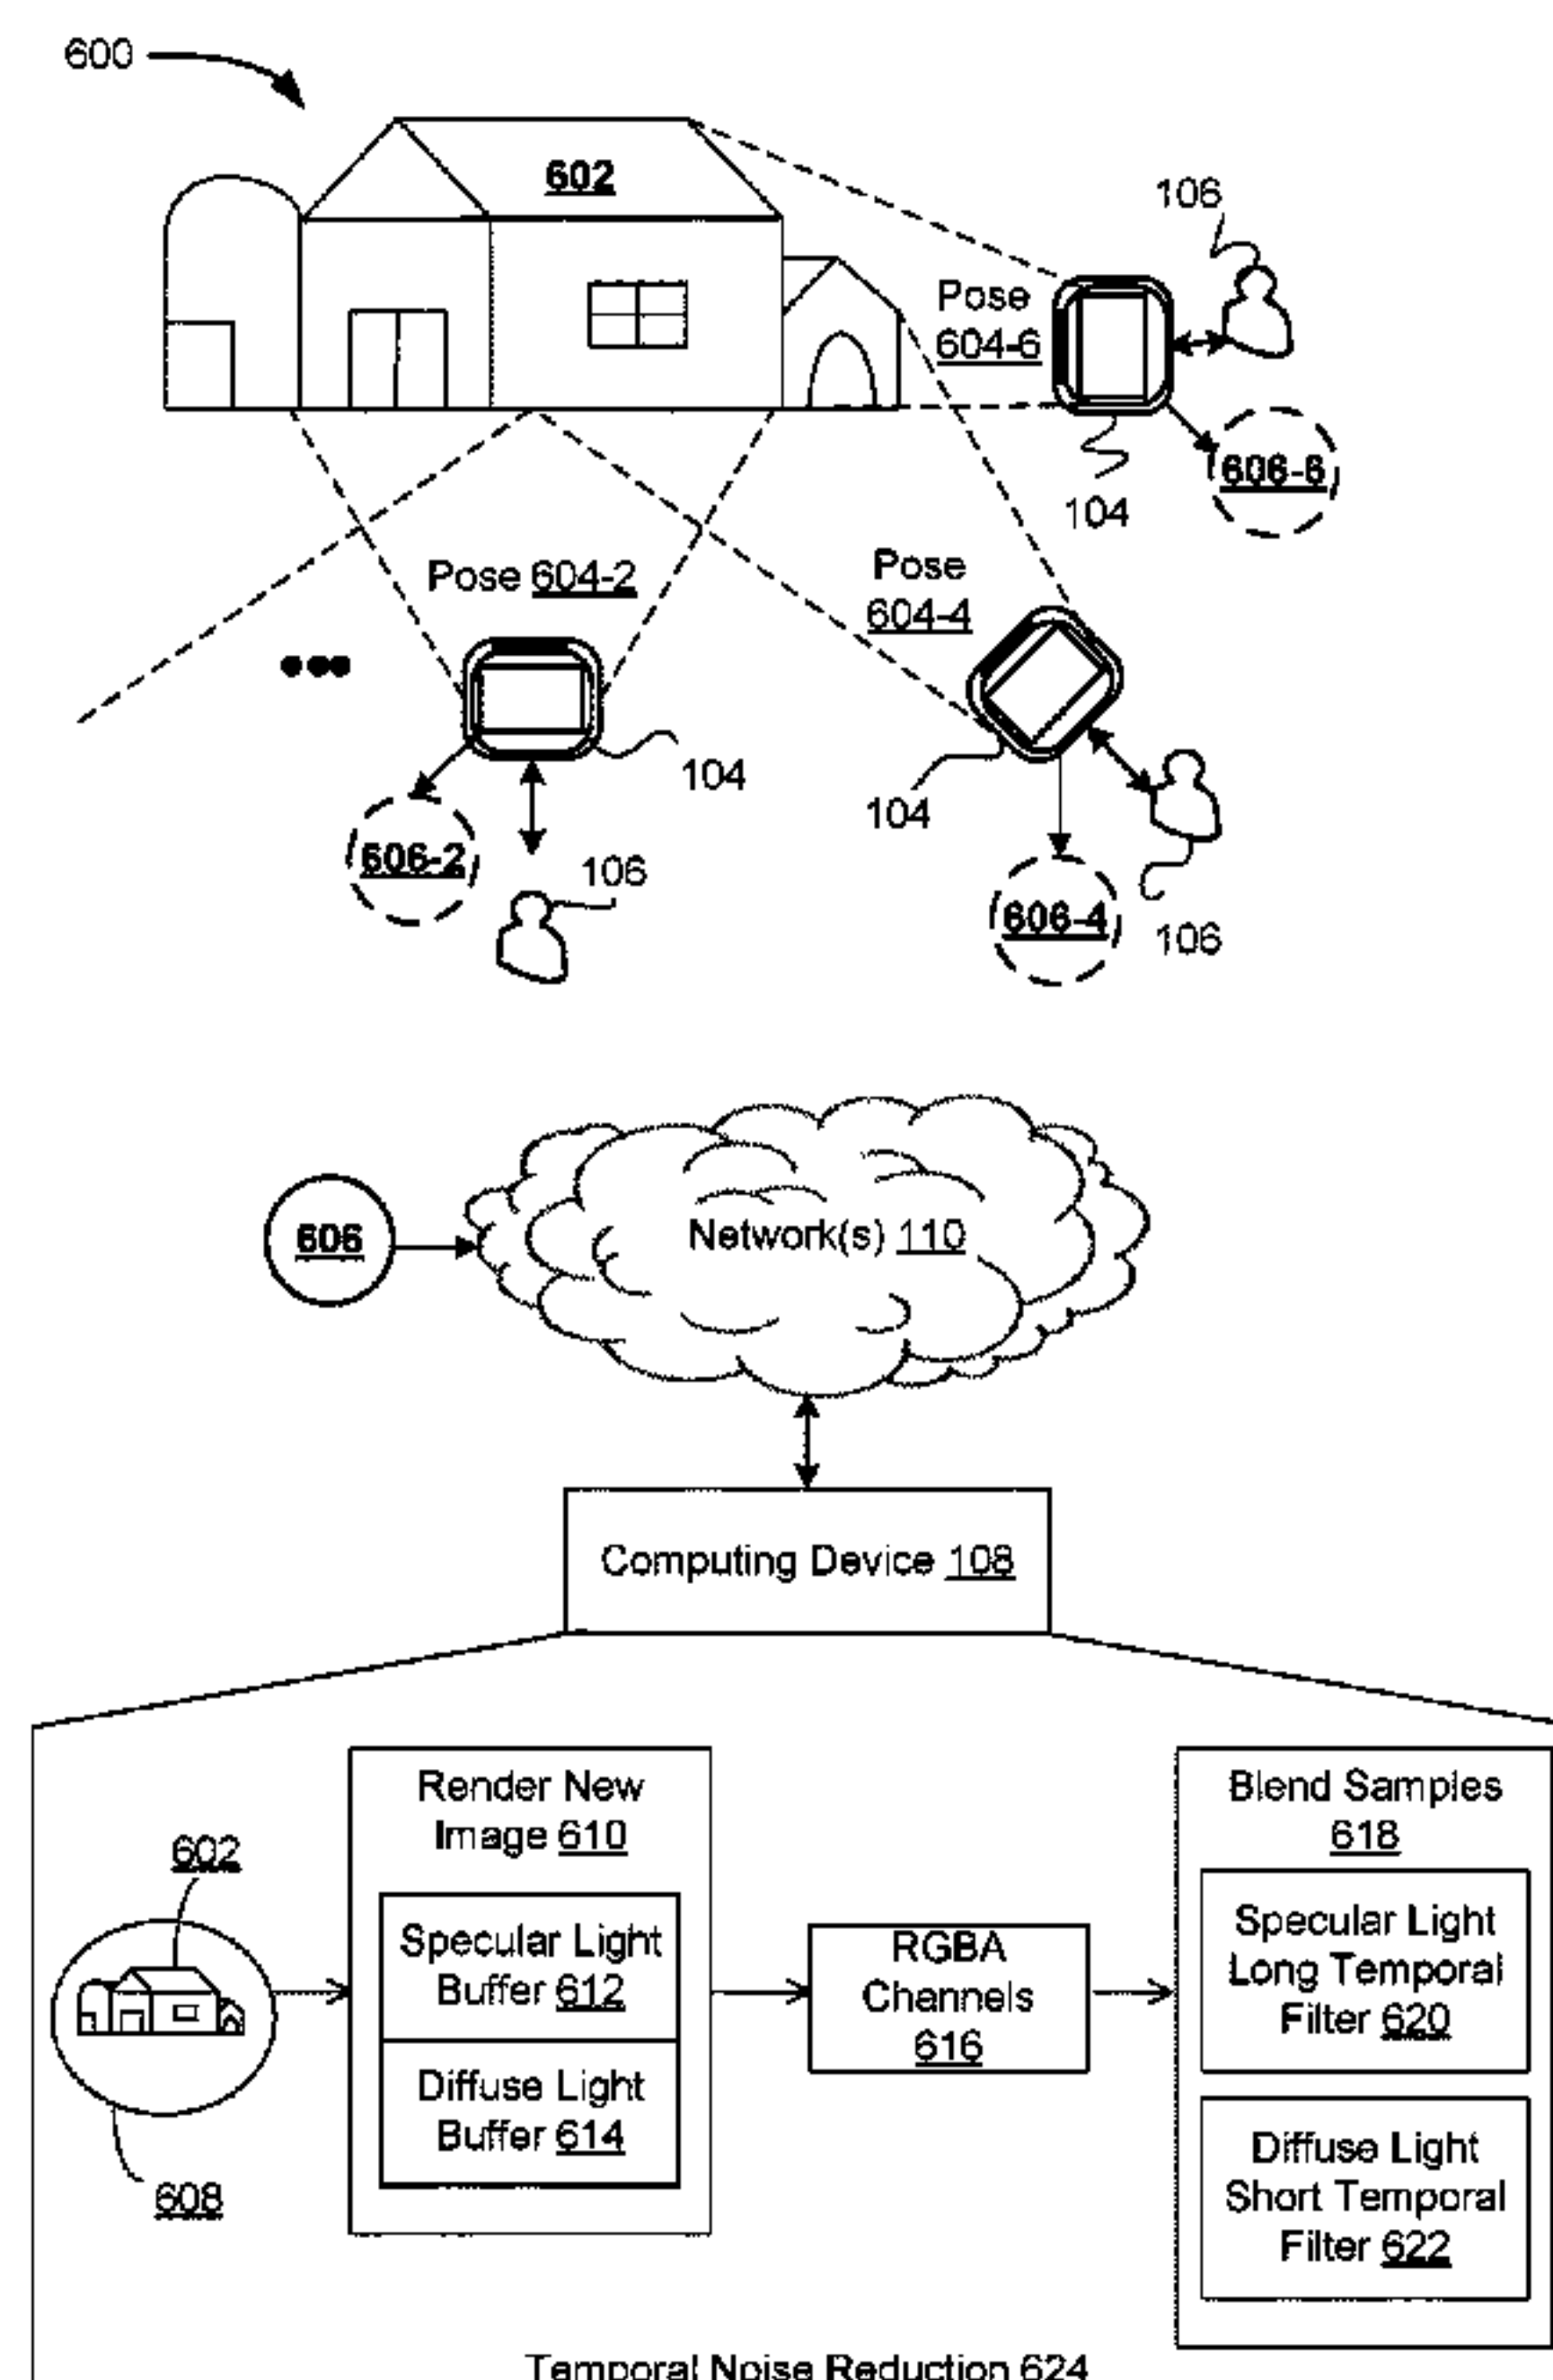 600
602
106
Pose
604-6
104
606-6
Pose 604-2
Pose
604-4
104
104
606-2
106
606-4
106
606
Network(s) 110
Computing Device 108
Render New
Image 610
Blend Samples
618
602
Specular Light
Buffer 612
RGBA
Channels
616
Specular Light
Long Temporal
Filter 620
Diffuse Light
Buffer 614
Diffuse Light
Short Temporal
Filter 622
608
Temporal Noise Reduction 624